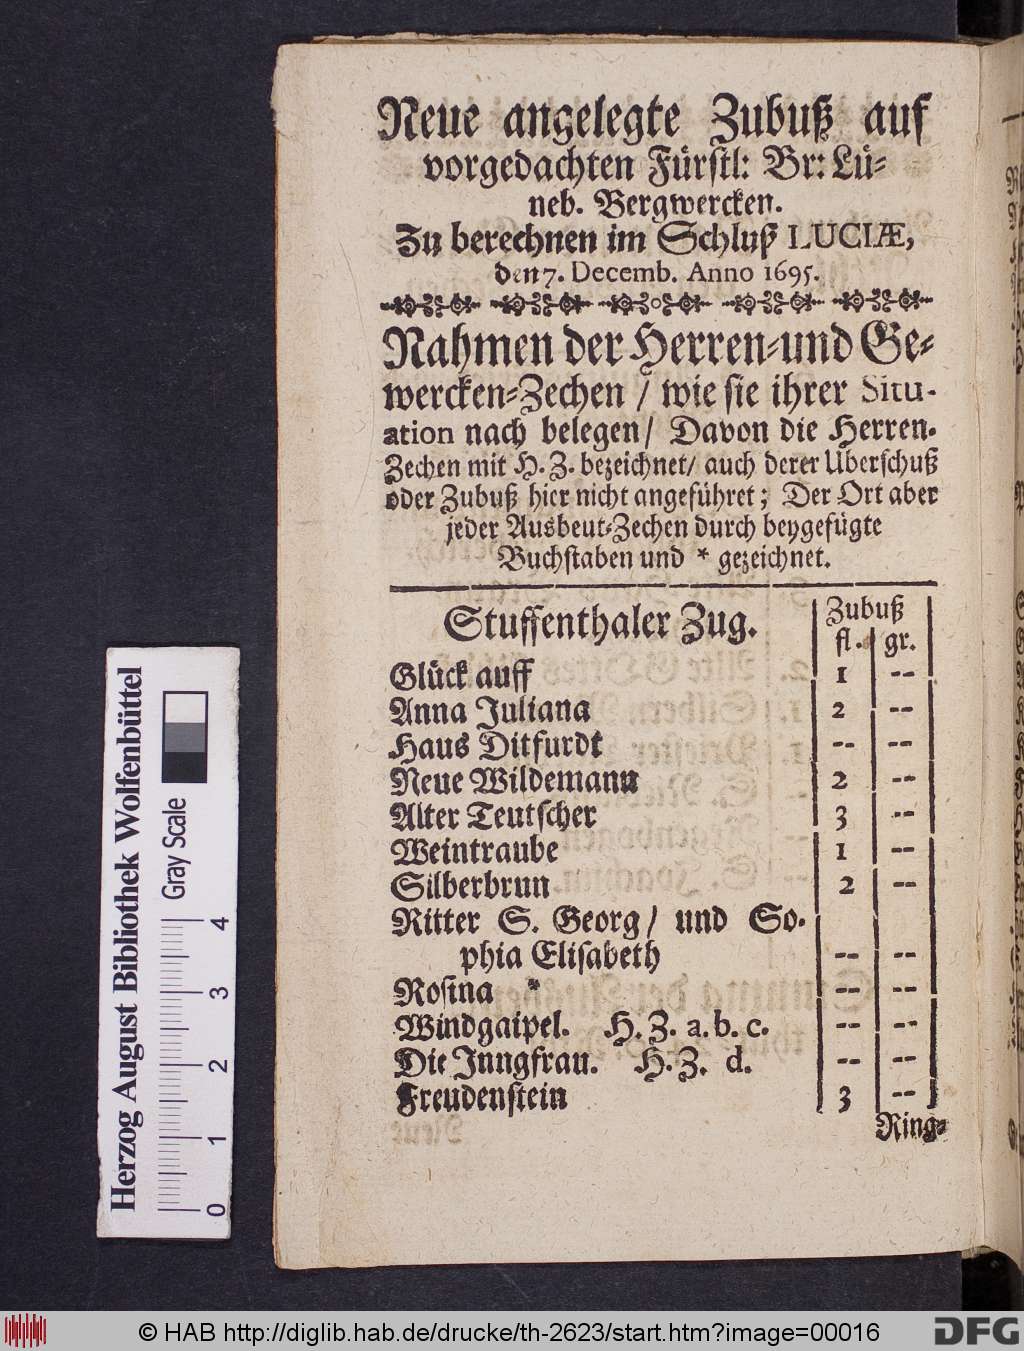 Neue angelegte Zubuß auf
vorgedachten Fürstl: Br: Lü-
neb. Bergwercken.
Zu berechnen im Schluß LUCIÆ,
den 7. Decemb. Anno 1695.
Nahmen der Herren-und Ge-
wercken-Zechen / wie sie ihrer Situ-
ation nach belegen/ Davon die Herren-
Zechen mit H. Z. bezeichnet/ auch derer Überschuß
oder Zubuß hier nicht angeführet; Der Ort aber
jeder Ausbeut-Zechen durch beygefügte
Buchstaben und * gezeichnet.
Stuffenthaler Zug. Zubuß
fl. gr.
Glück auff 1 --
Anna Juliana 2 --
Haus Ditfurdt -- --
Neue Wildemann 2 --
Alter Teutscher 3 --
Weintraube 1 --
Silberbrun 2 --
Ritter S. Georg/ und So-
phia Elisabeth -- --
Rosina * -- --
Windgaipel. H. Z. a. b. c. -- --
Die Jungfrau. H. Z. d. -- --
Freudenstein 3 --
Ring-
Herzog August Bibliothek Wolfenbüttel
Gray Scale
0 1 2 3 4
© HAB http://diglib.hab.de/drucke/th-2623/start.htm?image=00016
DFG